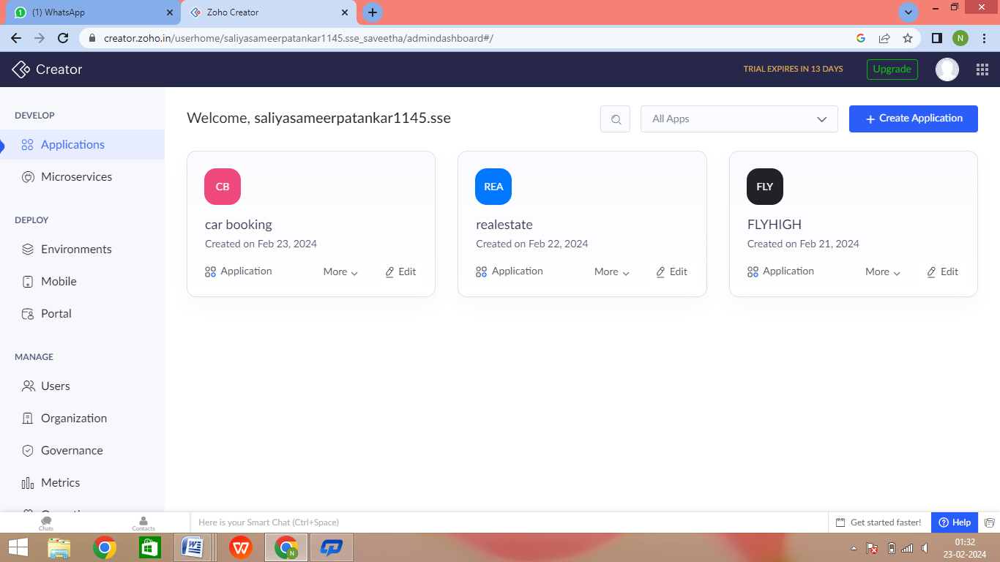 (1) WhatsApp
Zoho Creator
creator.zoho.in/userhome/saliyasameerpatankar1145.sse_saveetha/admindashboard#/
N
Creator
TRIAL EXPIRES IN 13 DAYS
Upgrade
DEVELOP
Applications
Microservices
DEPLOY
Environments
Mobile
Portal
MANAGE
Users
Organization
Governance
Metrics
Welcome, saliyasameerpatankar1145.sse
All Apps
+ Create Application
CB
car booking
Created on Feb 23, 2024
Application More Edit
REA
realestate
Created on Feb 22, 2024
Application More Edit
FLY
FLYHIGH
Created on Feb 21, 2024
Application More Edit
Chats
Contacts
Here is your Smart Chat (Ctrl+Space)
Get started faster!
Help
01:32
23-02-2024